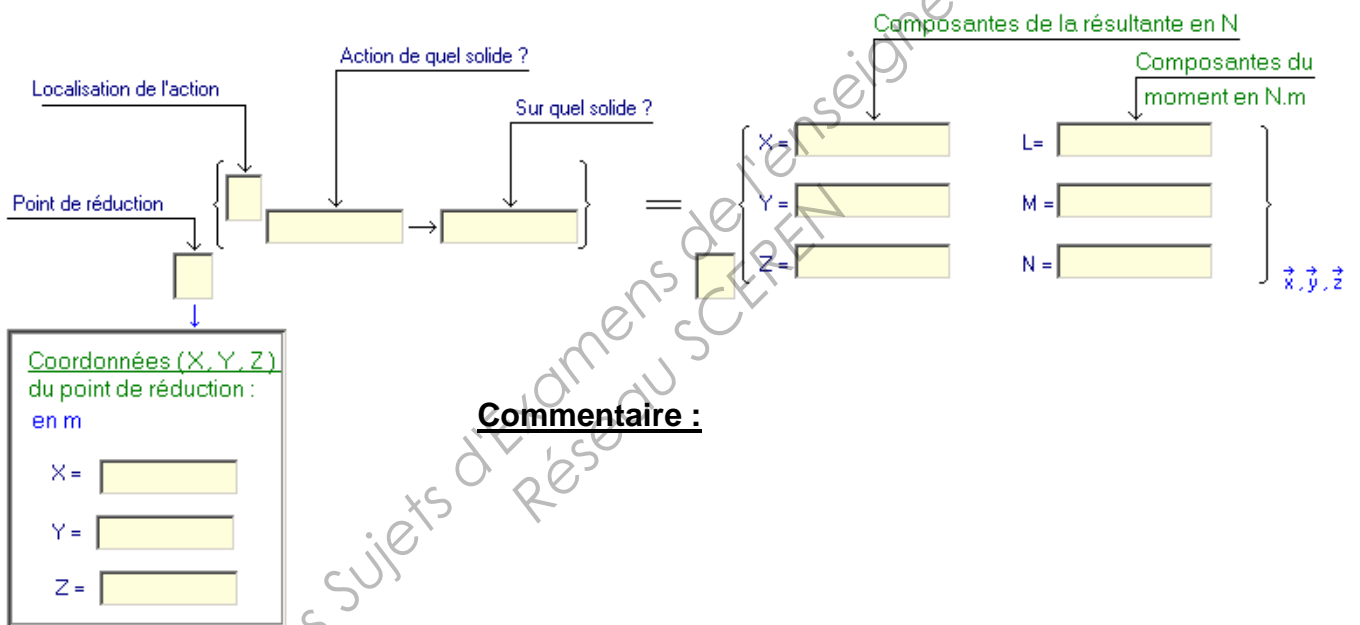 Composantes de la résultante en N
Action de quel solide ?
Composantes du
moment en N.m
Localisation de l'action
Sur quel solide ?
X =
L=
Point de réduction
→
=
Y =
M =
Z =
N =
x, y, z
Coordonnées (X, Y, Z)
du point de réduction :
en m
Commentaire :
X =
Y =
Z =
Sujets d'Examens de l'enseigne
Réseau SCEREN